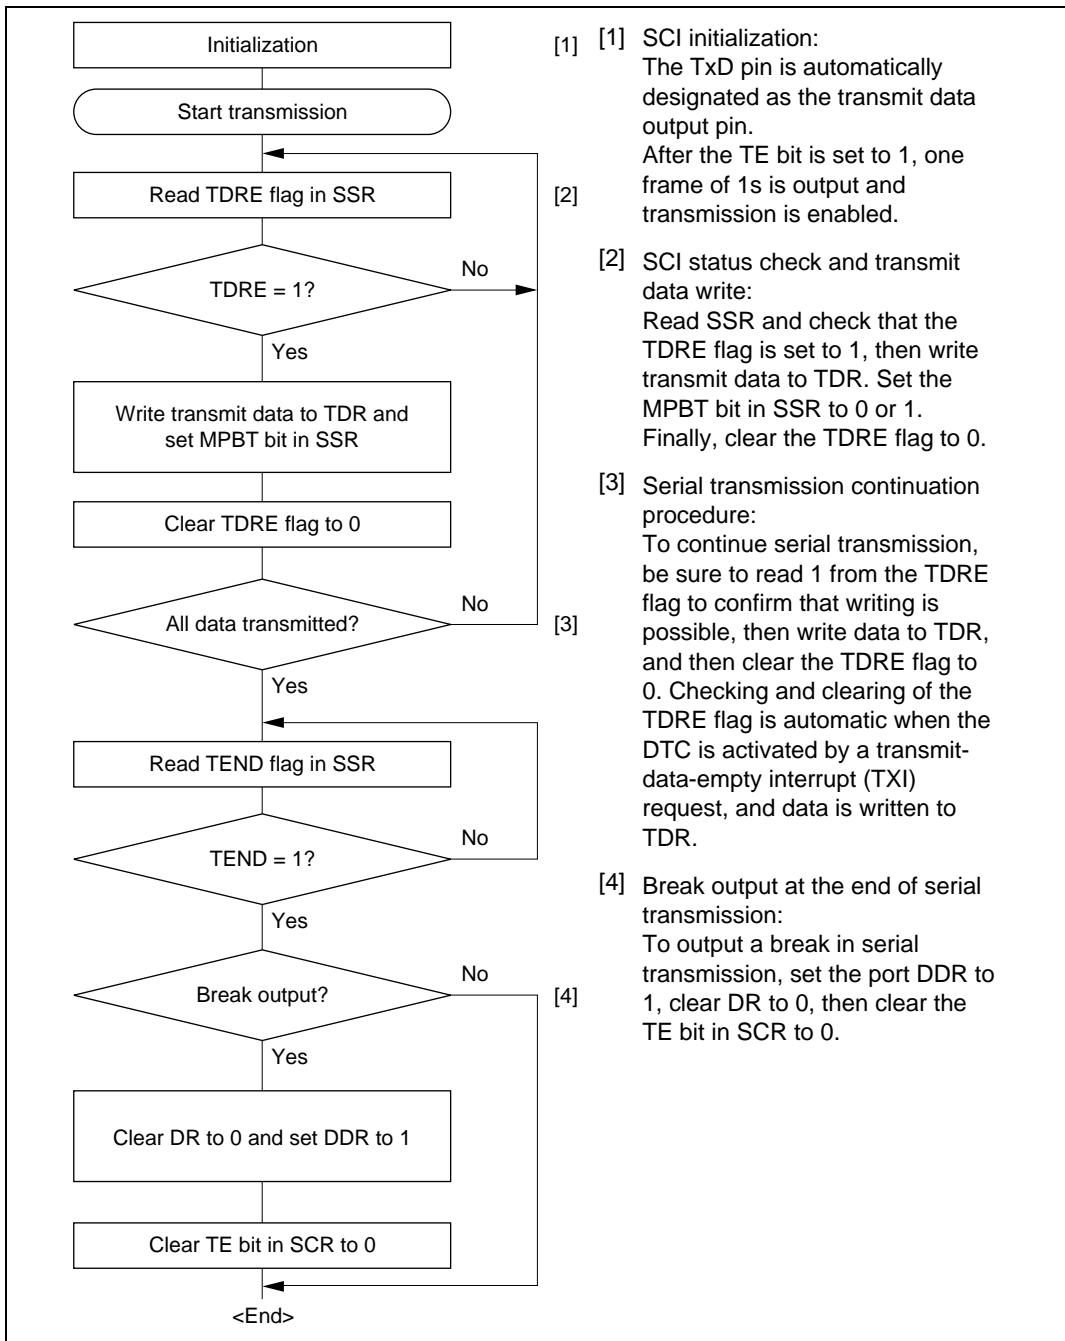 Initialization
[1]
Start transmission
Read TDRE flag in SSR
[2]
TDRE = 1?
No
Yes
Write transmit data to TDR and
set MPBT bit in SSR
Clear TDRE flag to 0
All data transmitted?
No
[3]
Yes
Read TEND flag in SSR
TEND = 1?
No
Yes
Break output?
No
[4]
Yes
Clear DR to 0 and set DDR to 1
Clear TE bit in SCR to 0
<End>
[1] SCI initialization:
The TxD pin is automatically
designated as the transmit data
output pin.
After the TE bit is set to 1, one
frame of 1s is output and
transmission is enabled.
[2] SCI status check and transmit
data write:
Read SSR and check that the
TDRE flag is set to 1, then write
transmit data to TDR. Set the
MPBT bit in SSR to 0 or 1.
Finally, clear the TDRE flag to 0.
[3] Serial transmission continuation
procedure:
To continue serial transmission,
be sure to read 1 from the TDRE
flag to confirm that writing is
possible, then write data to TDR,
and then clear the TDRE flag to
0. Checking and clearing of the
TDRE flag is automatic when the
DTC is activated by a transmit-
data-empty interrupt (TXI)
request, and data is written to
TDR.
[4] Break output at the end of serial
transmission:
To output a break in serial
transmission, set the port DDR to
1, clear DR to 0, then clear the
TE bit in SCR to 0.